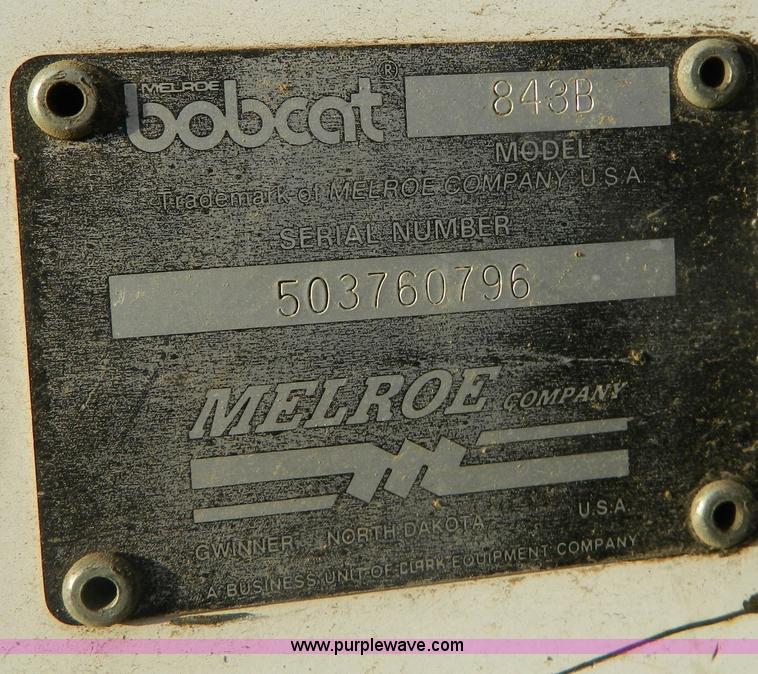 MELROE
bobcat® 843B
MODEL
Trademark of MELROE COMPANY U.S.A.
SERIAL NUMBER
503760796
MELROE COMPANY
GWINNER NORTH DAKOTA U.S.A.
A BUSINESS UNIT OF CLARK EQUIPMENT COMPANY
www.purplewave.com